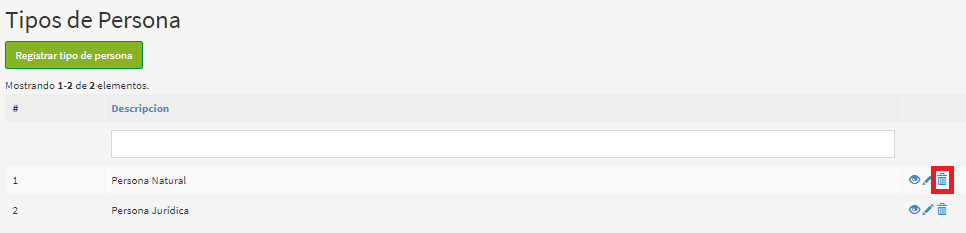 Tipos de Persona
Registrar tipo de persona
Mostrando 1-2 de 2 elementos.
# Descripcion
1 Persona Natural
2 Persona Jurídica